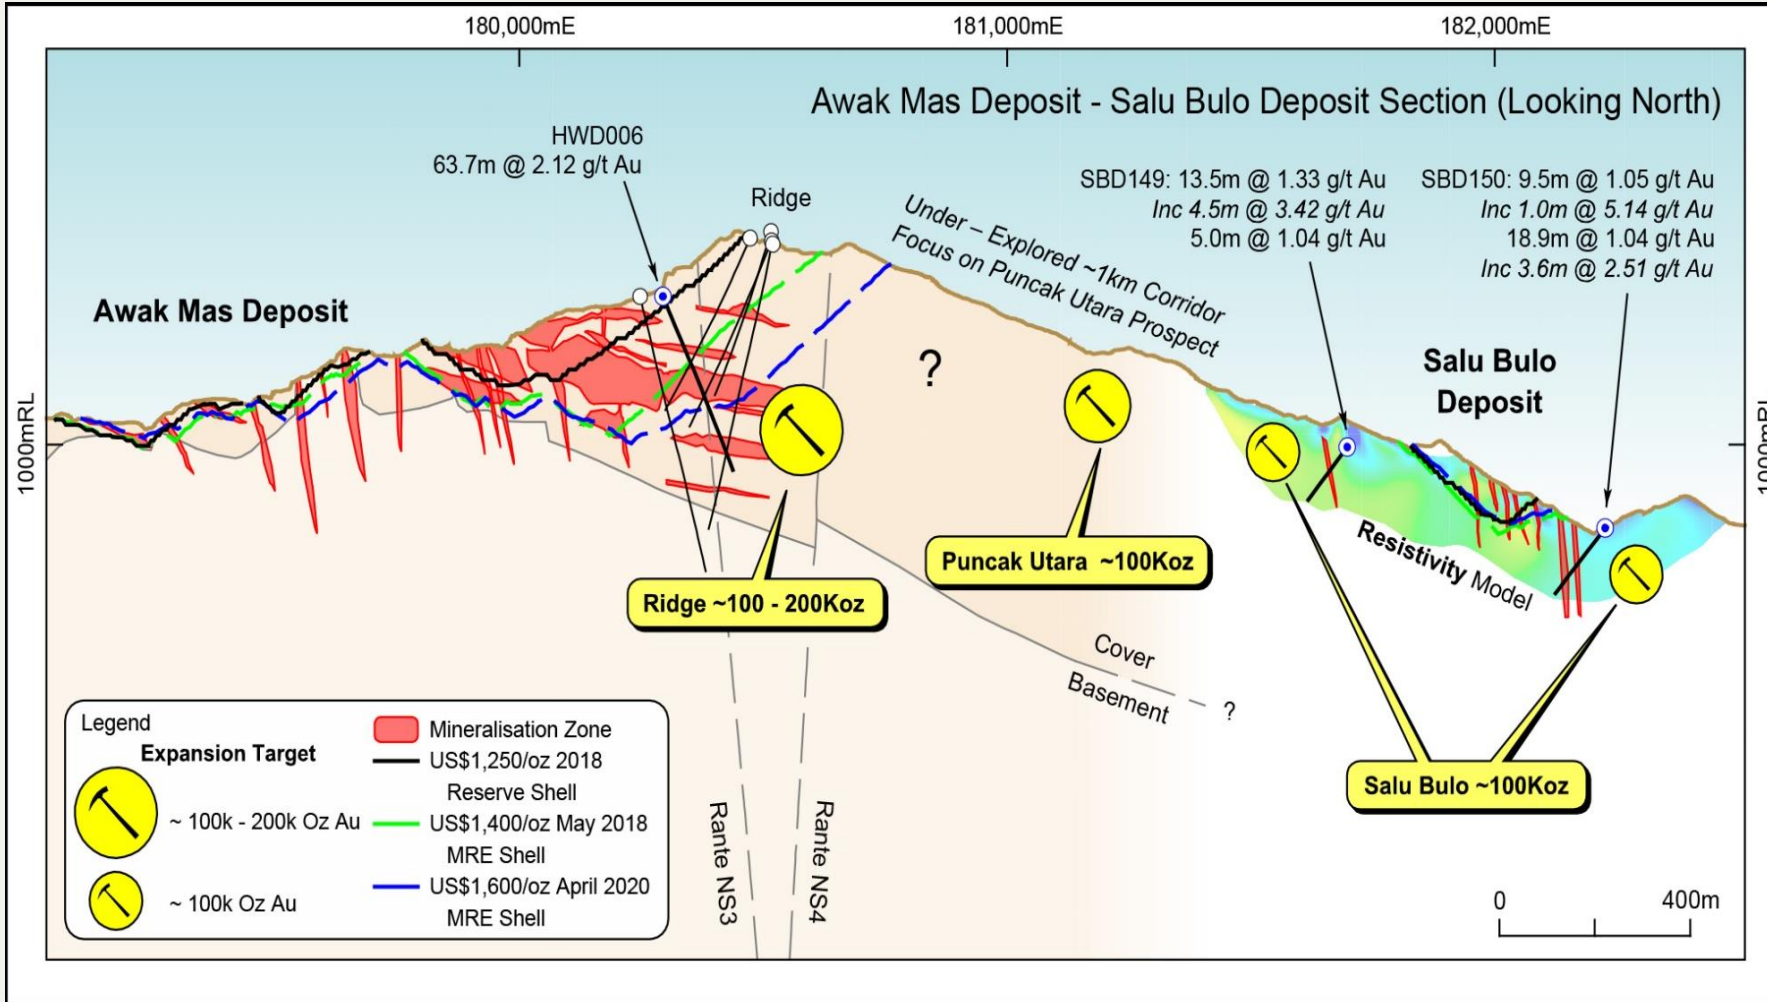 180,000mE
181,000mE
182,000mE
Awak Mas Deposit - Salu Bulo Deposit Section (Looking North)
HWD006
63.7m @ 2.12 g/t Au
Ridge
Under – Explored ~1km Corridor
Focus on Puncak Utara Prospect
SBD149: 13.5m @ 1.33 g/t Au
Inc 4.5m @ 3.42 g/t Au
5.0m @ 1.04 g/t Au
SBD150: 9.5m @ 1.05 g/t Au
Inc 1.0m @ 5.14 g/t Au
18.9m @ 1.04 g/t Au
Inc 3.6m @ 2.51 g/t Au
Awak Mas Deposit
?
Salu Bulo
Deposit
1000mRL
1000mRL
Resistivity Model
Puncak Utara ~100Koz
Ridge ~100 - 200Koz
Cover
Basement
?
Salu Bulo ~100Koz
Rante NS3
Rante NS4
Legend
Expansion Target
~ 100k - 200k Oz Au
~ 100k Oz Au
Mineralisation Zone
US$1,250/oz 2018
Reserve Shell
US$1,400/oz May 2018
MRE Shell
US$1,600/oz April 2020
MRE Shell
0
400m